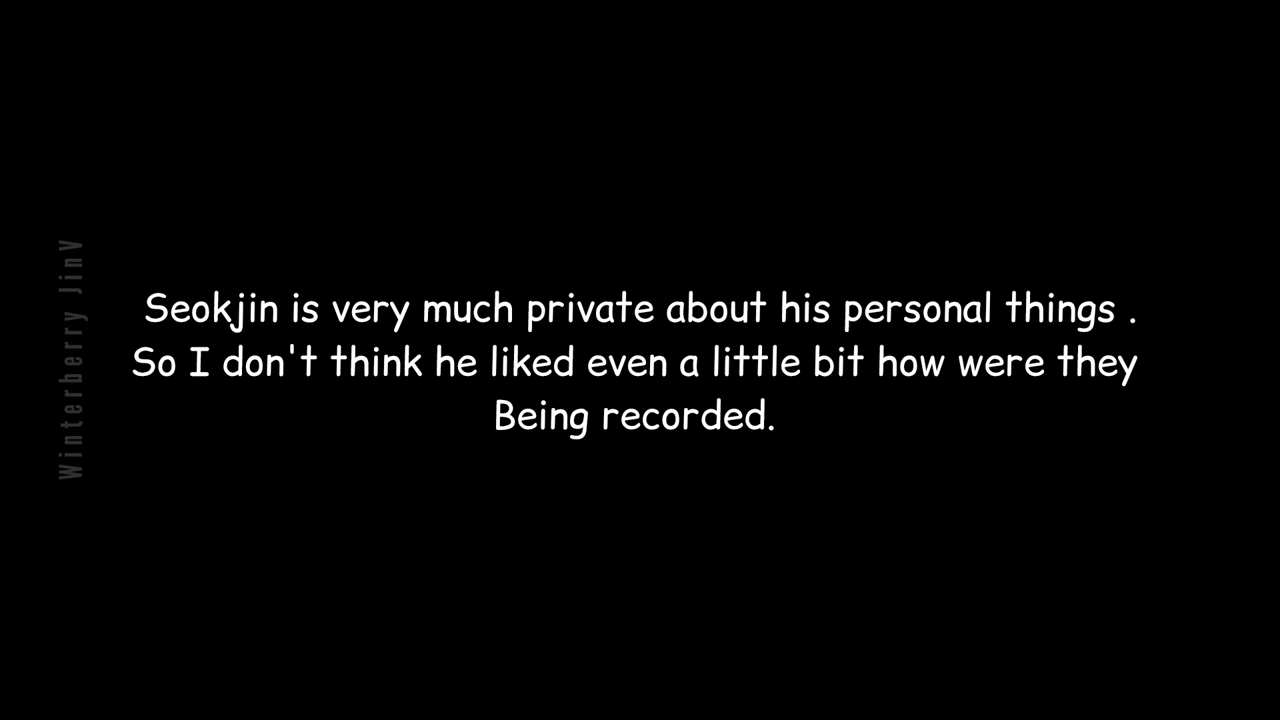 Winterberry JinV
Seokjin is very much private about his personal things .
So I don't think he liked even a little bit how were they
Being recorded.